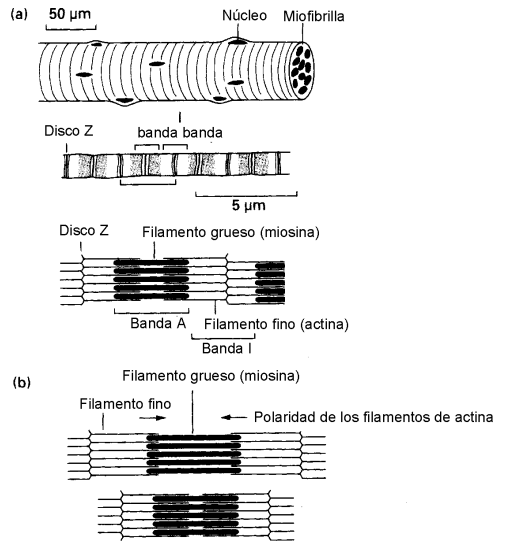 (a)
50 µm
Núcleo
Miofibrilla
I
Disco Z
banda banda
5 µm
Disco Z
Filamento grueso (miosina)
Banda A
Filamento fino (actina)
Banda I
(b)
Filamento grueso (miosina)
Filamento fino
Polaridad de los filamentos de actina